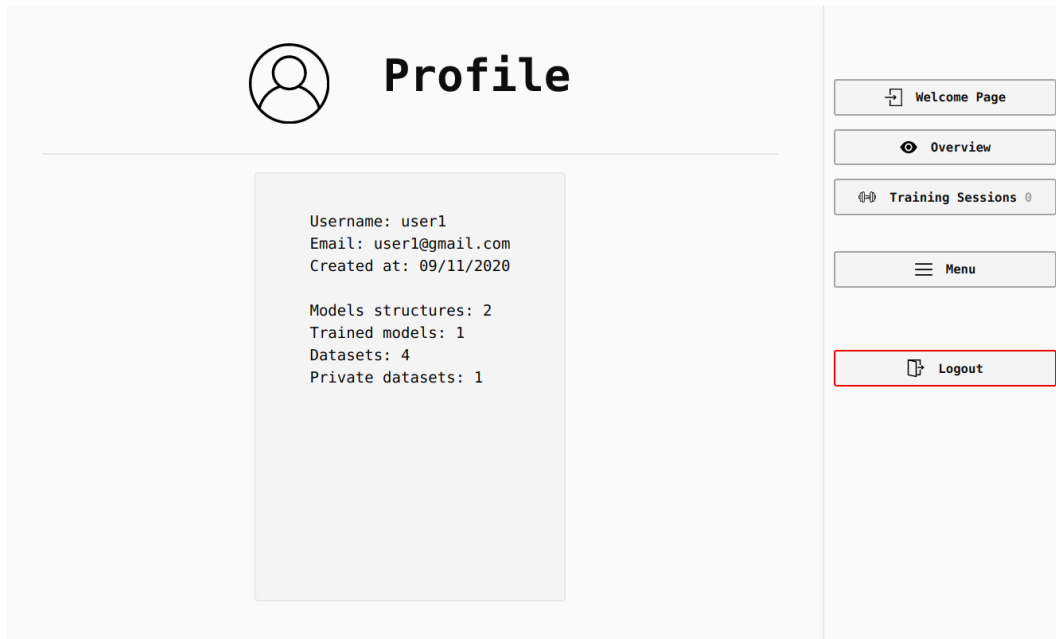 Profile
Username: user1
Email: user1@gmail.com
Created at: 09/11/2020
Models structures: 2
Trained models: 1
Datasets: 4
Private datasets: 1
Welcome Page
Overview
Training Sessions 0
Menu
Logout